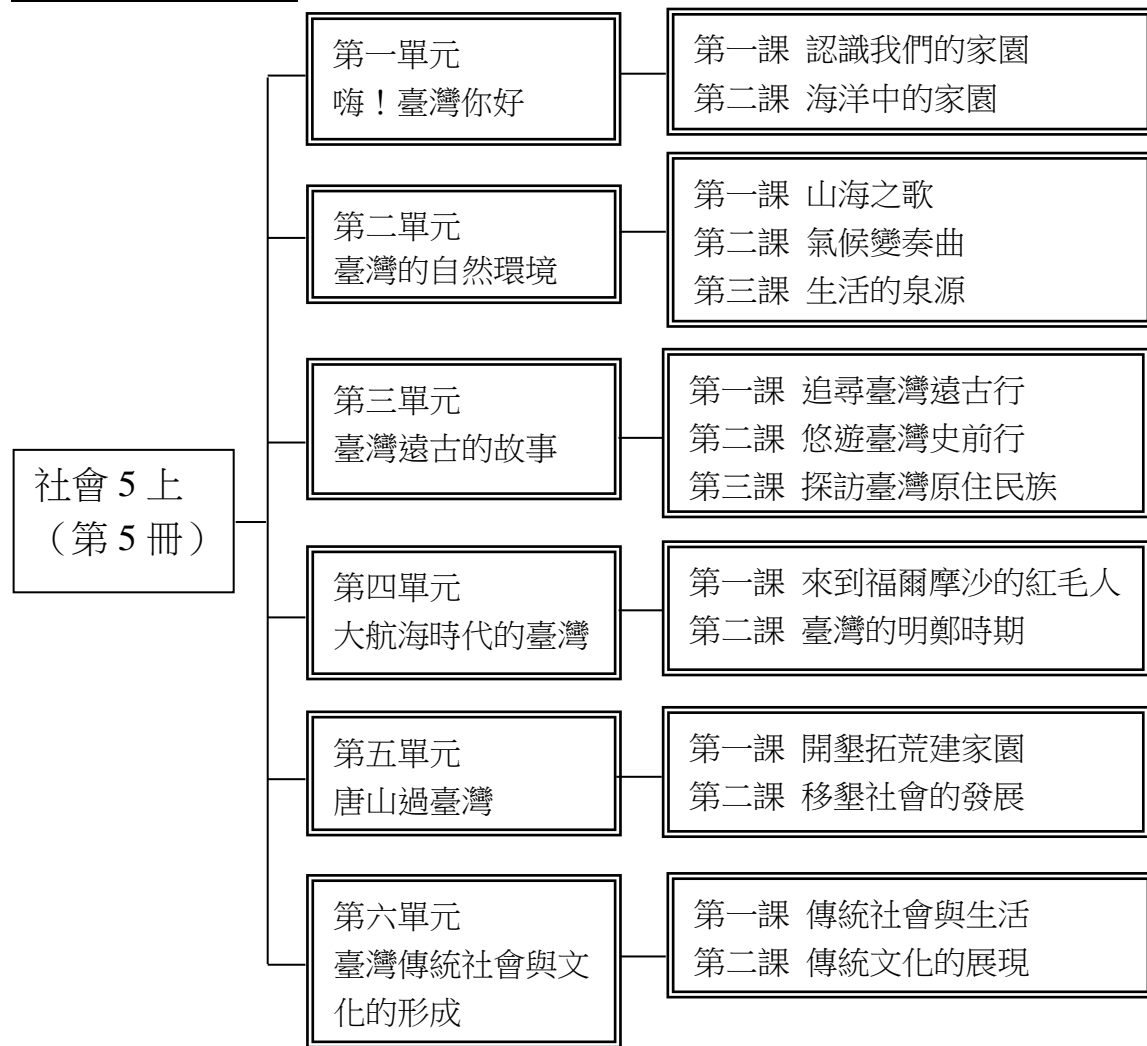 社會 5 上
（第 5 冊）
第一單元
嗨！臺灣你好
第一課 認識我們的家園
第二課 海洋中的家園
第二單元
臺灣的自然環境
第一課 山海之歌
第二課 氣候變奏曲
第三課 生活的泉源
第三單元
臺灣遠古的故事
第一課 追尋臺灣遠古行
第二課 悠遊臺灣史前行
第三課 探訪臺灣原住民族
第四單元
大航海時代的臺灣
第一課 來到福爾摩沙的紅毛人
第二課 臺灣的明鄭時期
第五單元
唐山過臺灣
第一課 開墾拓荒建家園
第二課 移墾社會的發展
第六單元
臺灣傳統社會與文
化的形成
第一課 傳統社會與生活
第二課 傳統文化的展現